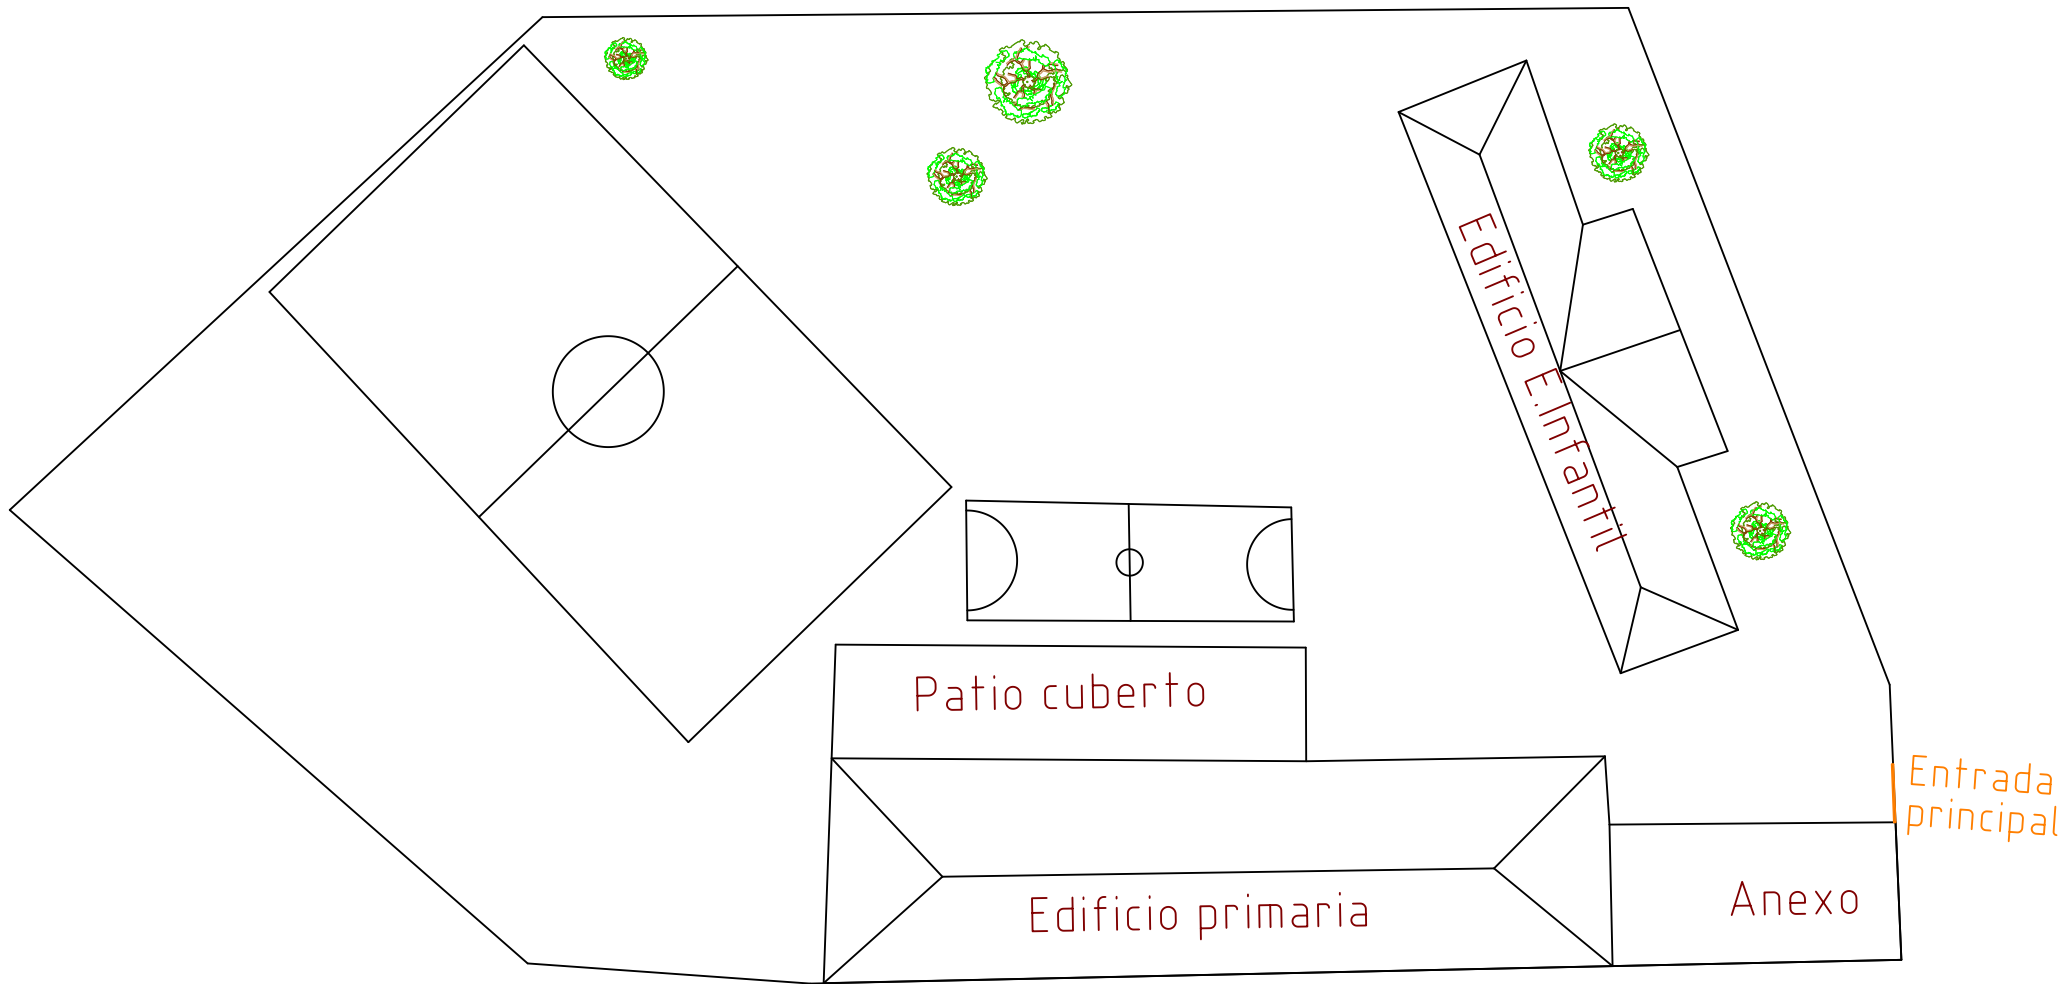 Edificio E.Infantil
Patio cuberto
Entrada
principal
Edificio primaria
Anexo